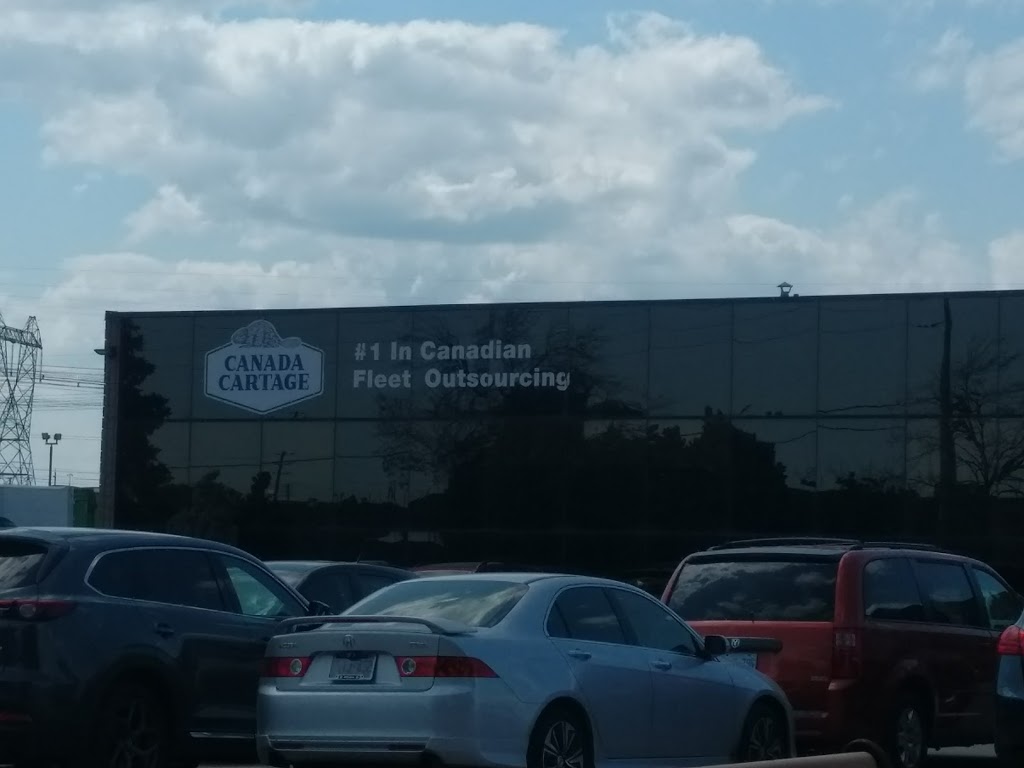 CANADA
CARTAGE
#1 In Canadian
Fleet Outsourcing